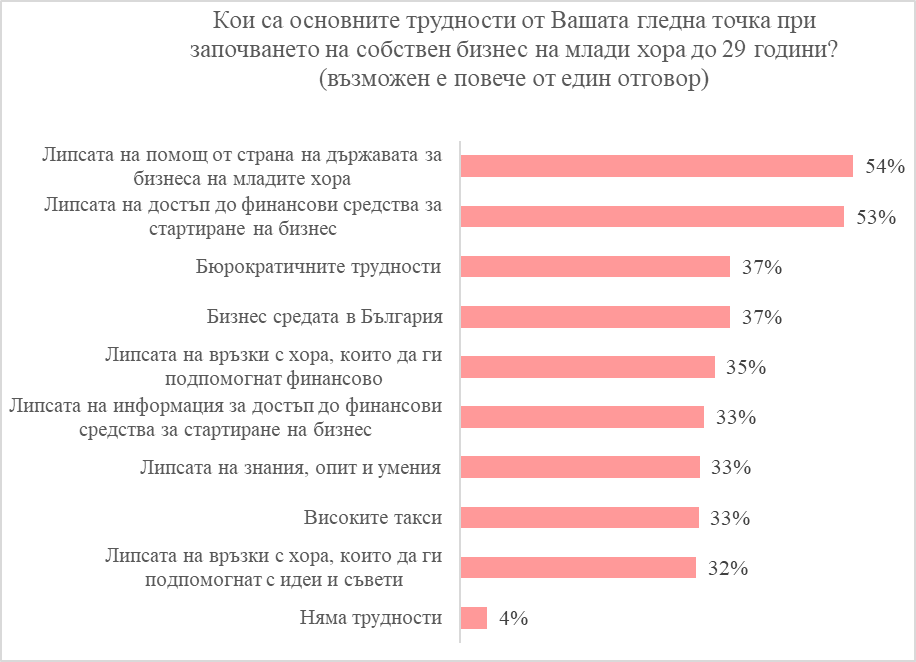 Кои са основните трудности от Вашата гледна точка при
започването на собствен бизнес на млади хора до 29 години?
(възможен е повече от един отговор)
Липсата на помощ от страна на държавата за
бизнеса на младите хора
54%
Липсата на достъп до финансови средства за
стартиране на бизнес
53%
Бюрократичните трудности
37%
Бизнес средата в България
37%
Липсата на връзки с хора, които да ги
подпомогнат финансово
35%
Липсата на информация за достъп до финансови
средства за стартиране на бизнес
33%
Липсата на знания, опит и умения
33%
Високите такси
33%
Липсата на връзки с хора, които да ги
подпомогнат с идеи и съвети
32%
Няма трудности
4%